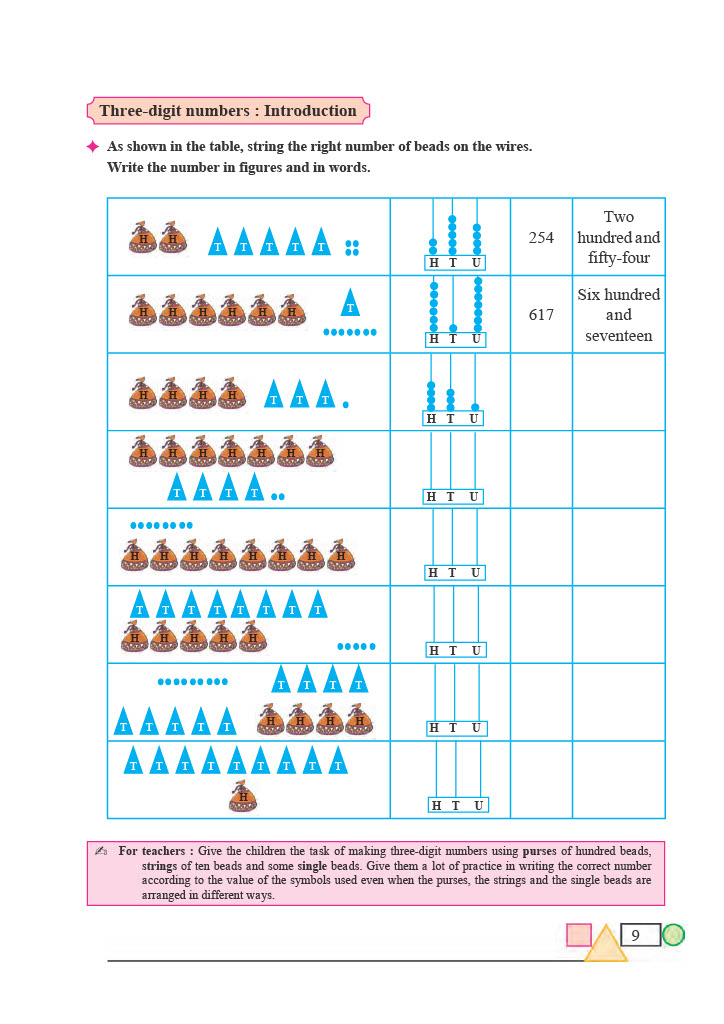 Three-digit numbers : Introduction
As shown in the table, string the right number of beads on the wires.
Write the number in figures and in words.
H H T T T T T
H T U
254
Two
hundred and
fifty-four
H H H H H H T
H T U
617
Six hundred
and
seventeen
H H H H T T T
H T U
H H H H H H H
T T T T
H T U
H H H H H H H H
H T U
T T T T T T T T
H H H H H
H T U
T T T T
T T T T T H H H H
H T U
T T T T T T T T T
H
H T U
For teachers : Give the children the task of making three-digit numbers using purses of hundred beads,
strings of ten beads and some single beads. Give them a lot of practice in writing the correct number
according to the value of the symbols used even when the purses, the strings and the single beads are
arranged in different ways.
9